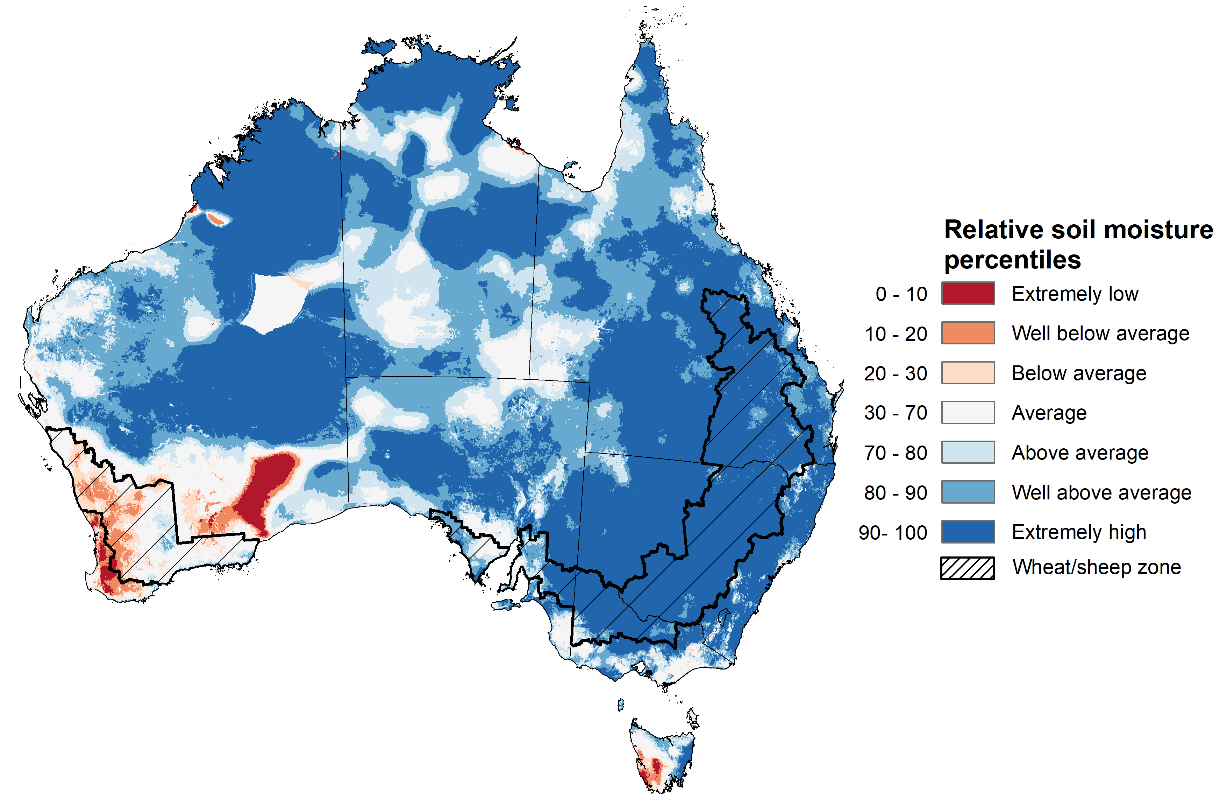 Relative soil moisture
percentiles
0 - 10 Extremely low
10 - 20 Well below average
20 - 30 Below average
30 - 70 Average
70 - 80 Above average
80 - 90 Well above average
90- 100 Extremely high
Wheat/sheep zone